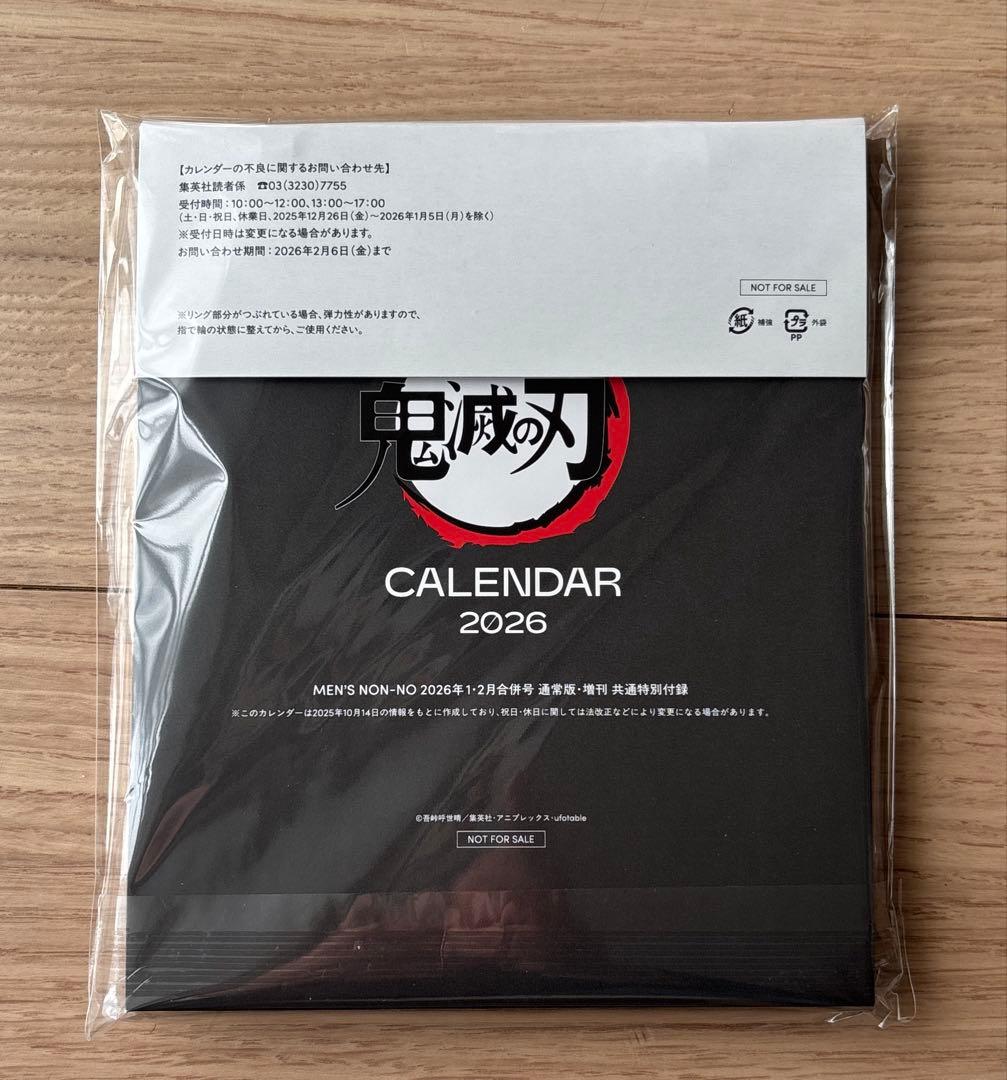 【カレンダーの不良に関するお問い合わせ先】
集英社読者係 ☎03(3230)7755
受付時間：10:00〜12:00、13:00〜17:00
(土・日・祝日、休業日、2025年12月26日(金)〜2026年1月5日(月)を除く)
※受付日時は変更になる場合があります。
お問い合わせ期間：2026年2月6日(金)まで
NOT FOR SALE
※リング部分がつぶれている場合、弾力性がありますので、
指で輪の状態に整えてから、ご使用ください。
紙 補強
プラ 外袋
PP
鬼滅の刃
CALENDAR
2026
MEN'S NON-NO 2026年1・2月合併号 通常版・増刊 共通特別付録
※このカレンダーは2025年10月14日の情報をもとに作成しており、祝日・休日に関しては法改正などにより変更になる場合があります。
©吾峠呼世晴／集英社・アニプレックス・ufotable
NOT FOR SALE